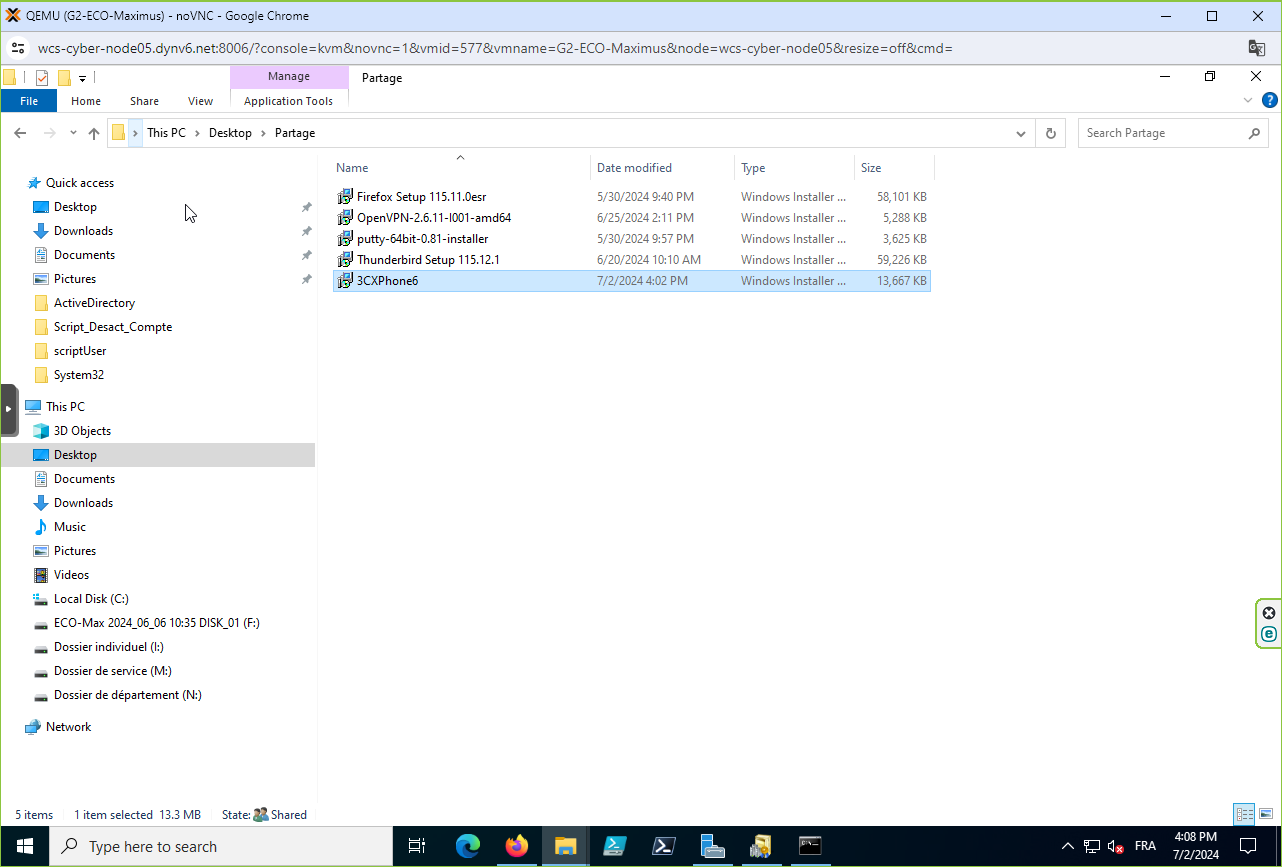 QEMU (G2-ECO-Maximus) - noVNC - Google Chrome
wcs-cyber-node05.dynv6.net:8006/?console=kvm&novnc=1&vmid=577&vmname=G2-ECO-Maximus&node=wcs-cyber-node05&resize=off&cmd=
Manage
Partage
File
Home
Share
View
Application Tools
This PC
Desktop
Partage
Search Partage
Name
Date modified
Type
Size
Firefox Setup 115.11.0esr 5/30/2024 9:40 PM Windows Installer ... 58,101 KB
OpenVPN-2.6.11-I001-amd64 6/25/2024 2:11 PM Windows Installer ... 5,288 KB
putty-64bit-0.81-installer 5/30/2024 9:57 PM Windows Installer ... 3,625 KB
Thunderbird Setup 115.12.1 6/20/2024 10:10 AM Windows Installer ... 59,226 KB
3CXPhone6 7/2/2024 4:02 PM Windows Installer ... 13,667 KB
Quick access
Desktop
Downloads
Documents
Pictures
ActiveDirectory
Script_Desact_Compte
scriptUser
System32
This PC
3D Objects
Desktop
Documents
Downloads
Music
Pictures
Videos
Local Disk (C:)
ECO-Max 2024_06_06 10:35 DISK_01 (F:)
Dossier individuel (I:)
Dossier de service (M:)
Dossier de département (N:)
Network
5 items
1 item selected 13.3 MB
State: Shared
Type here to search
FRA
4:08 PM
7/2/2024